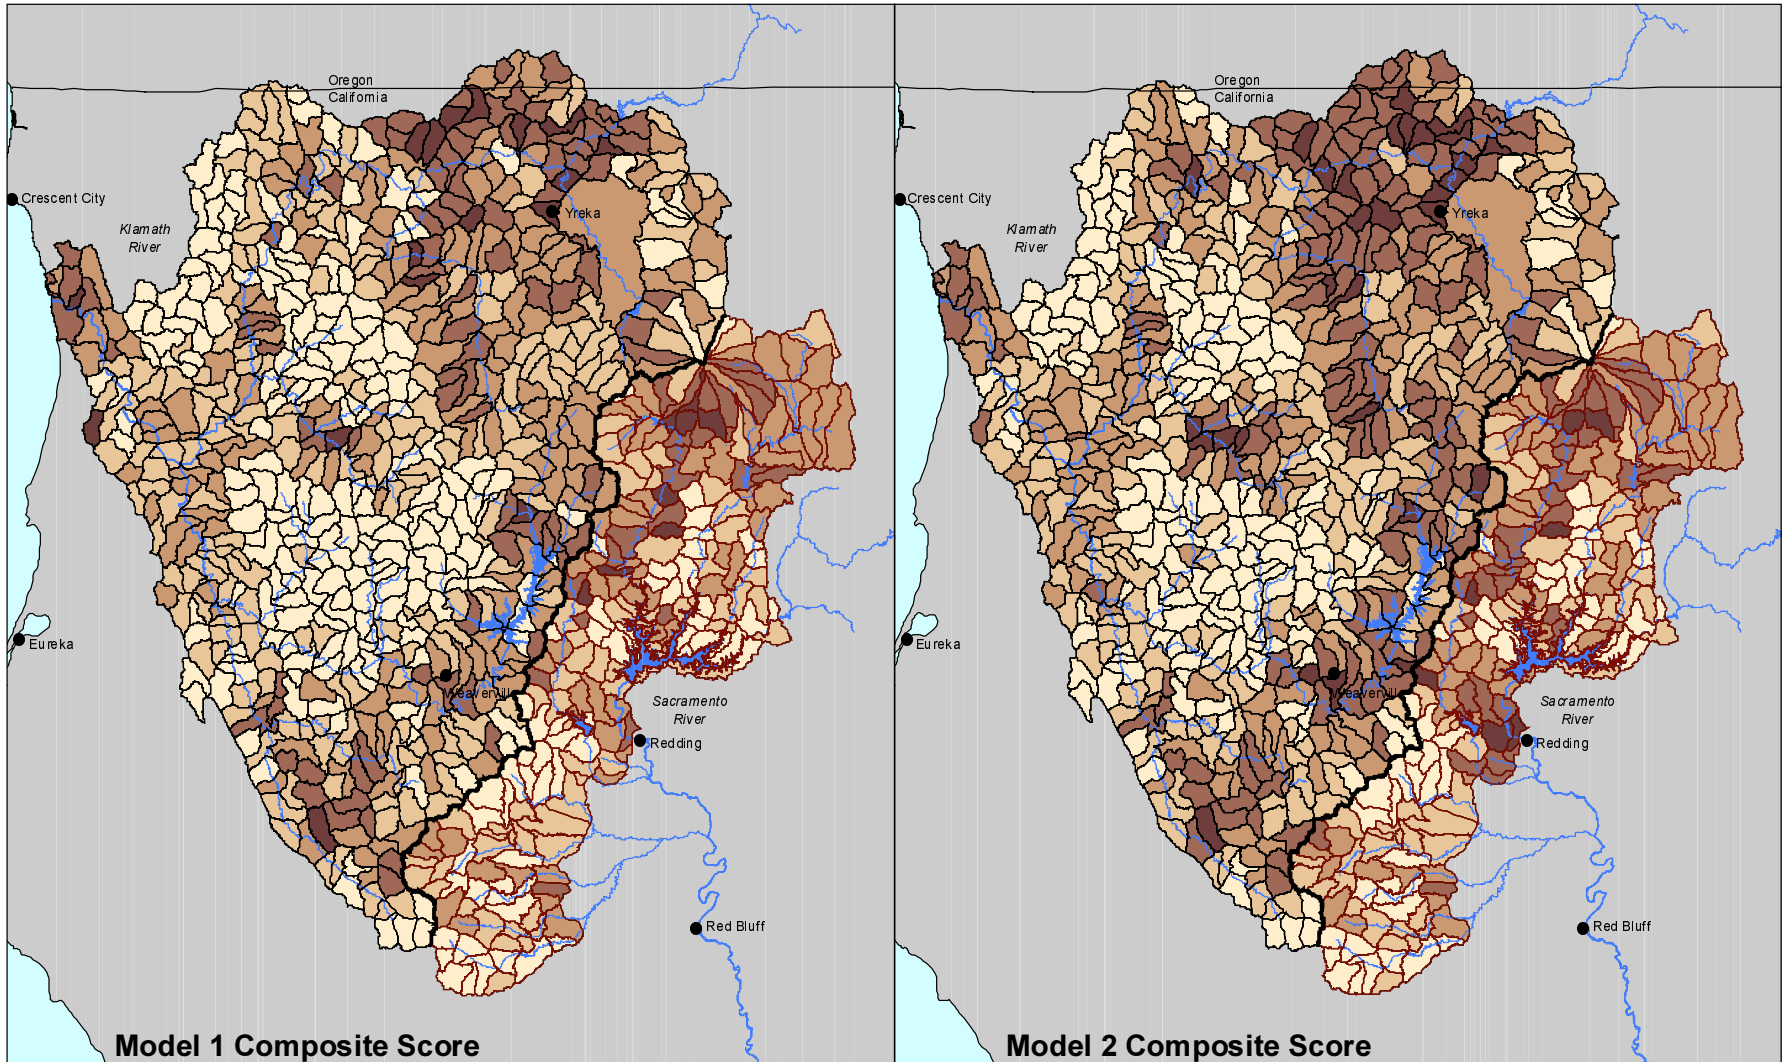 Oregon
California
Crescent City
Klamath
River
Yreka
Eureka
Weaverville
Sacramento
River
Redding
Red Bluff
Model 1 Composite Score
Oregon
California
Crescent City
Klamath
River
Yreka
Eureka
Weaverville
Sacramento
River
Redding
Red Bluff
Model 2 Composite Score